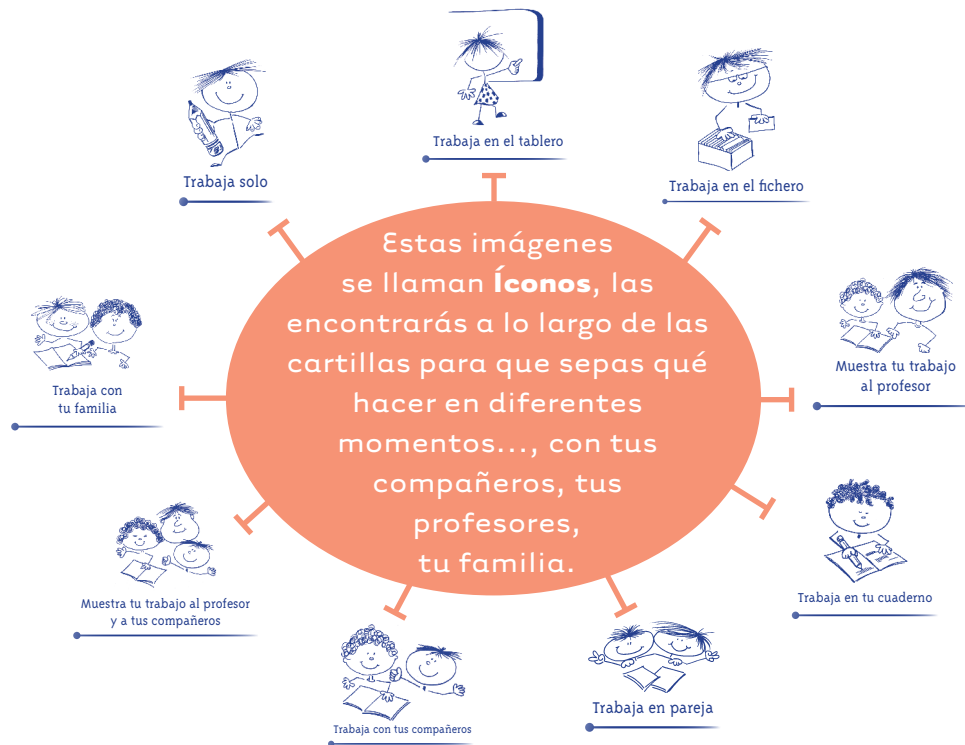 Trabaja en el tablero
Trabaja solo
Trabaja en el fichero
Estas imágenes
se llaman Íconos, las
encontrarás a lo largo de las
cartillas para que sepas qué
hacer en diferentes
momentos..., con tus
compañeros, tus
profesores,
tu familia.
Muestra tu trabajo
al profesor
Trabaja con
tu familia
Trabaja en tu cuaderno
Muestra tu trabajo al profesor
y a tus compañeros
Trabaja en pareja
Trabaja con tus compañeros